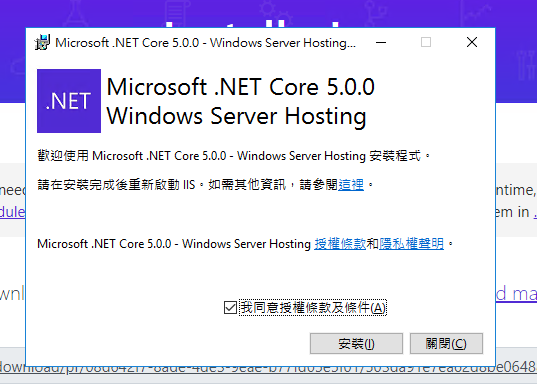 Microsoft .NET Core 5.0.0 - Windows Server Hosting...
.NET
Microsoft .NET Core 5.0.0
Windows Server Hosting
歡迎使用 Microsoft .NET Core 5.0.0 - Windows Server Hosting 安裝程式。
請在安裝完成後重新啟動 IIS。如需其他資訊，請參閱這裡。
need
ntime,
dule
em in .
Microsoft .NET Core 5.0.0 - Windows Server Hosting 授權條款和隱私權聲明。
wnl
d ma
我同意授權條款及條件(A)
安裝(I)
關閉(C)